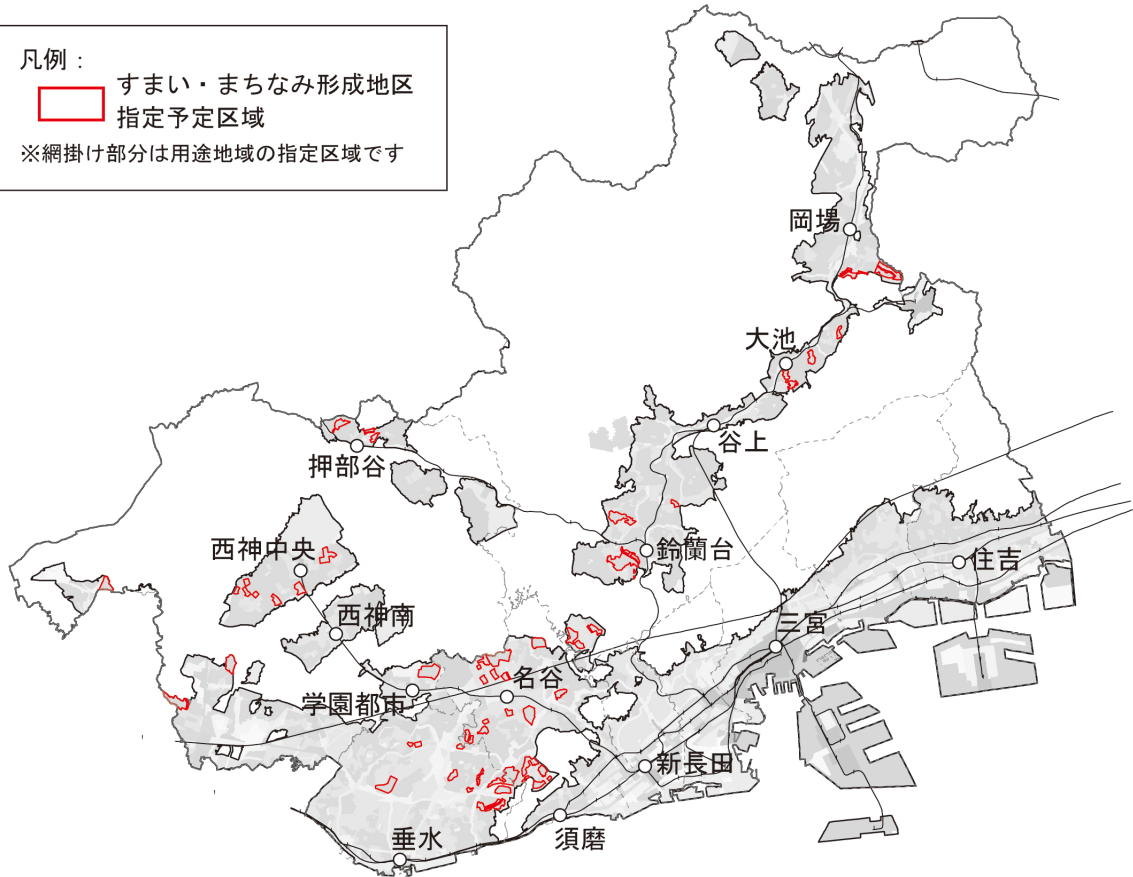 凡例：
すまい・まちなみ形成地区
指定予定区域
※網掛け部分は用途地域の指定区域です
岡場
大池
谷上
押部谷
西神中央
鈴蘭台
住吉
西神南
三宮
学園都市
名谷
新長田
須磨
垂水